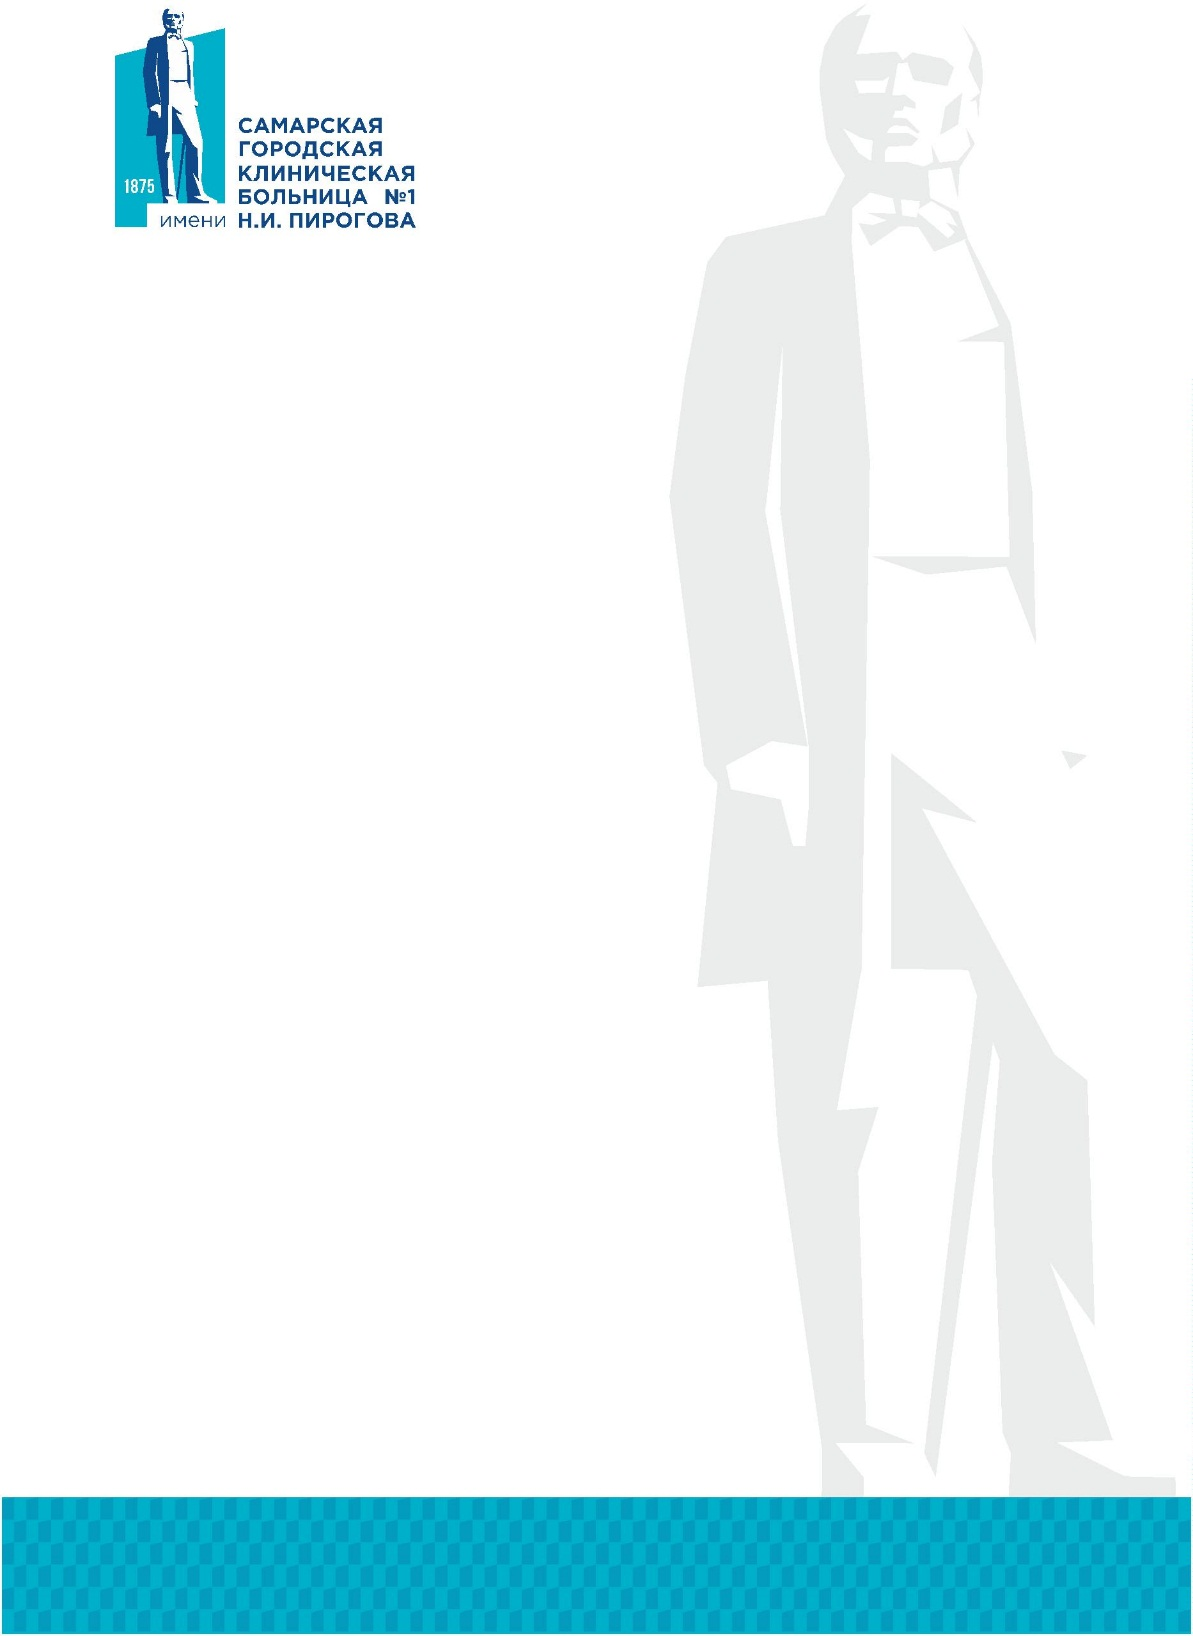 САМАРСКАЯ
ГОРОДСКАЯ
КЛИНИЧЕСКАЯ
БОЛЬНИЦА №1
1875
имени Н.И. ПИРОГОВА